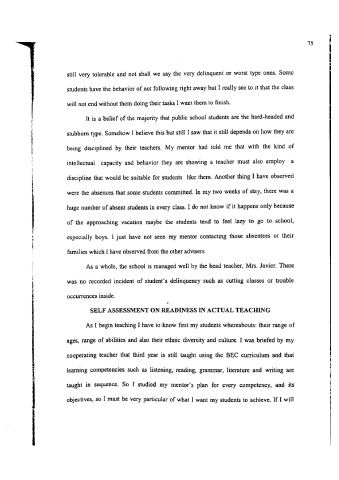 75
still very tolerable and not shall we say the very delinquent or worst type ones. Some
students have the behavior of not following right away but I really see to it that the class
will not end without them doing their tasks I want them to finish.
It is a belief of the majority that public school students are the hard-headed and
stubborn type. Somehow I believe this but still I saw that it still depends on how they are
being disciplined by their teachers. My mentor had told me that with the kind of
intellectual capacity and behavior they are showing a teacher must also employ a
discipline that would be suitable for students like them. Another thing I have observed
were the absences that some students committed. In my two weeks of stay, there was a
huge number of absent students in every class. I do not know if it happens only because
of the approaching vacation maybe the students tend to feel lazy to go to school,
especially boys. I just have not seen my mentor contacting those absentees or their
families which I have observed from the other advisers.
As a whole, the school is managed well by the head teacher, Mrs. Javier. There
was no recorded incident of student's delinquency such as cutting classes or trouble
occurrences inside.
SELF ASSESSMENT ON READINESS IN ACTUAL TEACHING
As I begin teaching I have to know first my students whereabouts: their range of
ages, range of abilities and also their ethnic diversity and culture. I was briefed by my
cooperating teacher that third year is still taught using the BEC curriculum and that
learning competencies such as listening, reading, grammar, literature and writing are
taught in sequence. So I studied my mentor's plan for every competency, and its
objectives, so I must be very particular of what I want my students to achieve. If I will